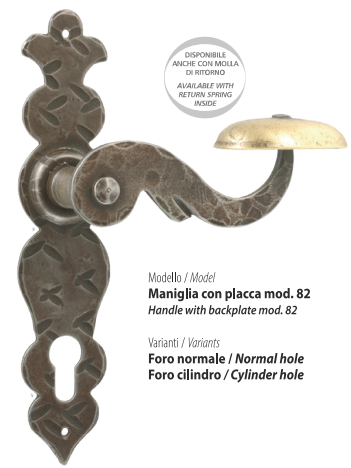 DISPONIBILE
ANCHE CON MOLLA
DI RITORNO
AVAILABLE WITH
RETURN SPRING
INSIDE
Modello / Model
Maniglia con placca mod. 82
Handle with backplate mod. 82
Varianti / Variants
Foro normale / Normal hole
Foro cilindro / Cylinder hole